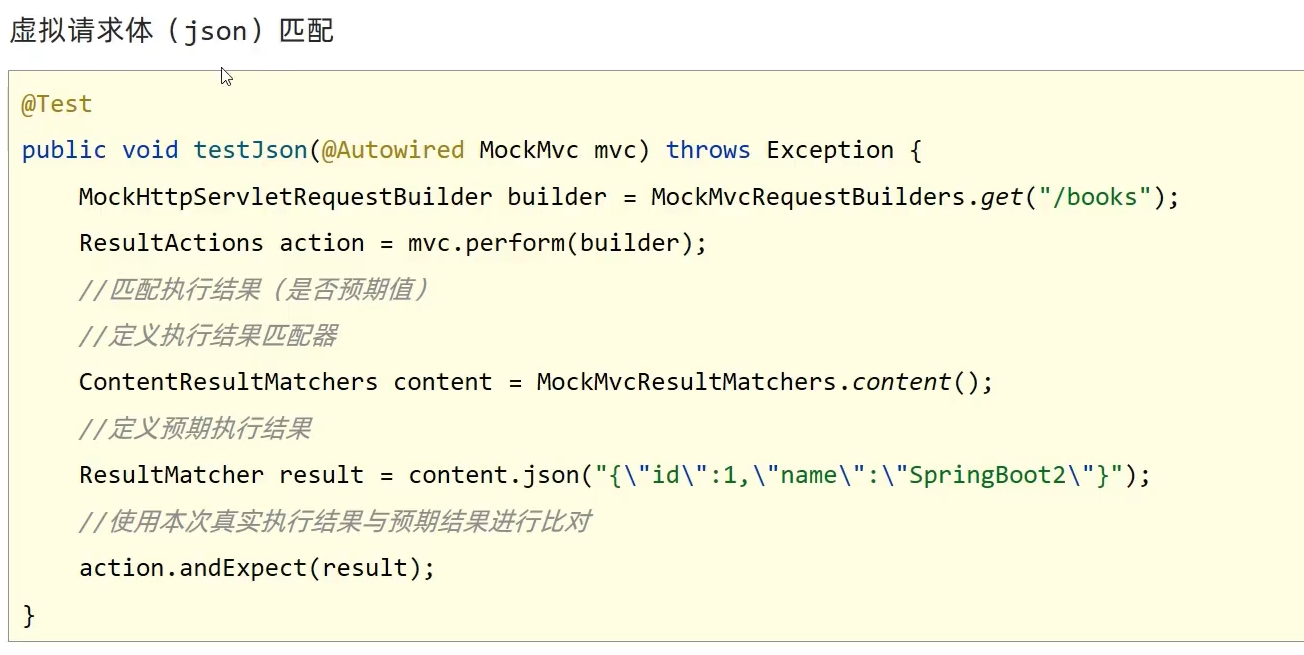 虚拟请求体（json）匹配
@Test
public void testJson(@Autowired MockMvc mvc) throws Exception {
    MockHttpServletRequestBuilder builder = MockMvcRequestBuilders.get("/books");
    ResultActions action = mvc.perform(builder);
    //匹配执行结果（是否预期值）
    //定义执行结果匹配器
    ContentResultMatchers content = MockMvcResultMatchers.content();
    //定义预期执行结果
    ResultMatcher result = content.json("{\"id\":1,\"name\":\"SpringBoot2\"}");
    //使用本次真实执行结果与预期结果进行比对
    action.andExpect(result);
}